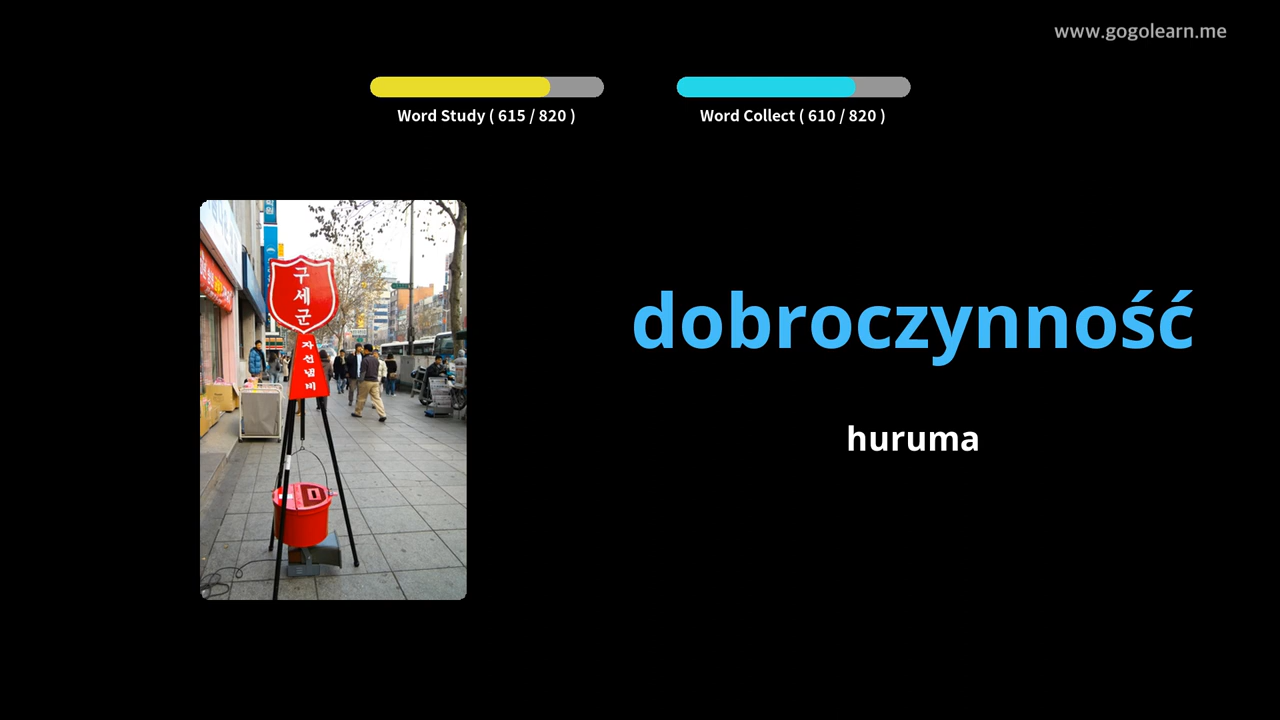 www.gogolearn.me
Word Study ( 615 / 820 )
Word Collect ( 610 / 820 )
구세군
자선냄비
dobroczynność
huruma